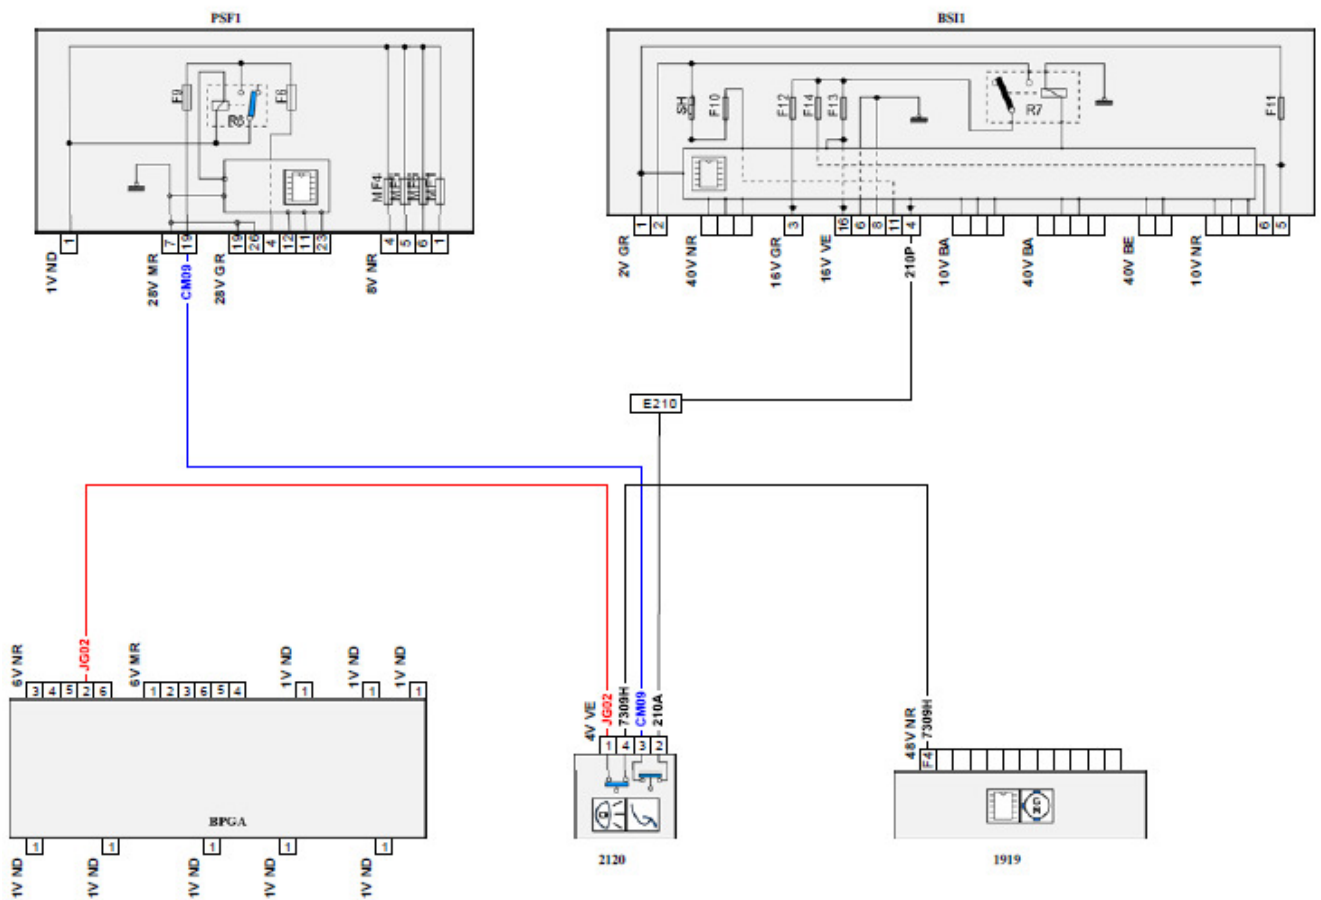 PSF1
BSI1
F9
R6
F6
MF4
MF1
SH
F10
F12
F14
F13
R7
F11
1
7
19
19
26
4
12
11
23
4
5
6
1
1
2
3
16
6
8
11
4
6
5
1V ND
28V MR
CM09
28V GR
8V NR
2V GR
40V NR
16V GR
16V VE
210P
10V BA
40V BA
40V BE
10V NR
E210
6V NR
JG02
6V MR
1V ND
1V ND
1V ND
3 4 5 2 6
1 2 3 6 5 4
1
1
1
4V VE
JG02
7309H
CM09
210A
48V NR
7309H
1 4 3 2
F4
BPGA
1
1
1
1
1
1V ND
1V ND
1V ND
1V ND
1V ND
2120
1919